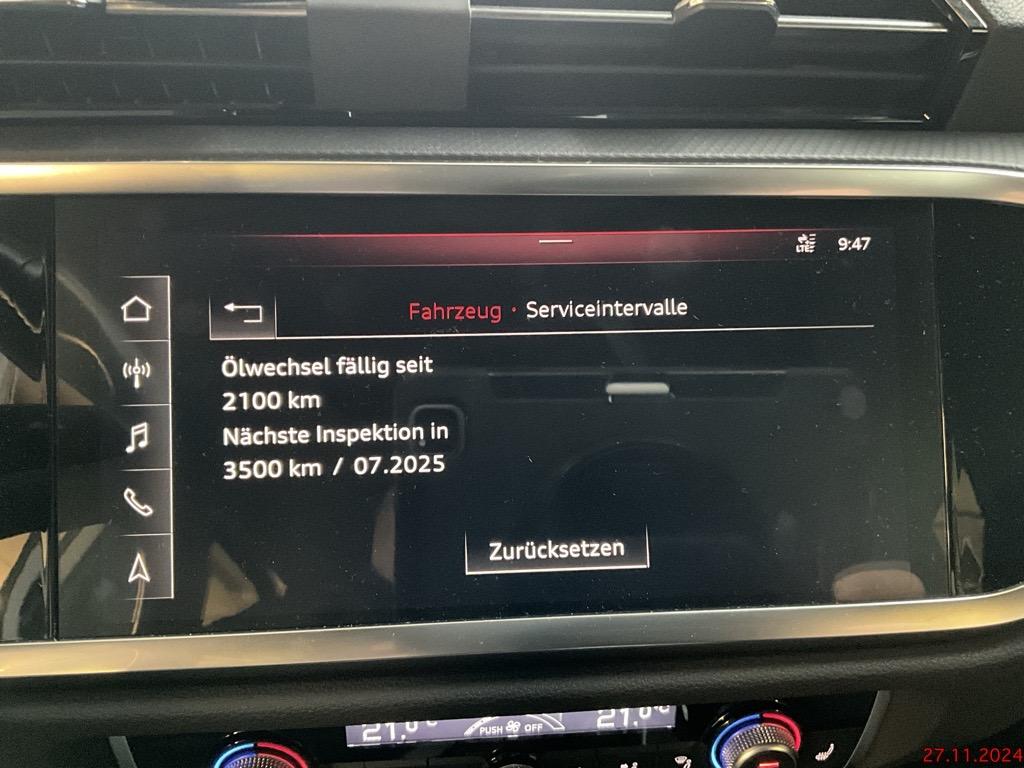 LTE 9:47
Fahrzeug · Serviceintervalle
Ölwechsel fällig seit
2100 km
Nächste Inspektion in
3500 km / 07.2025
Zurücksetzen
21,0°C PUSH OFF 21,0°C
27.11.2024